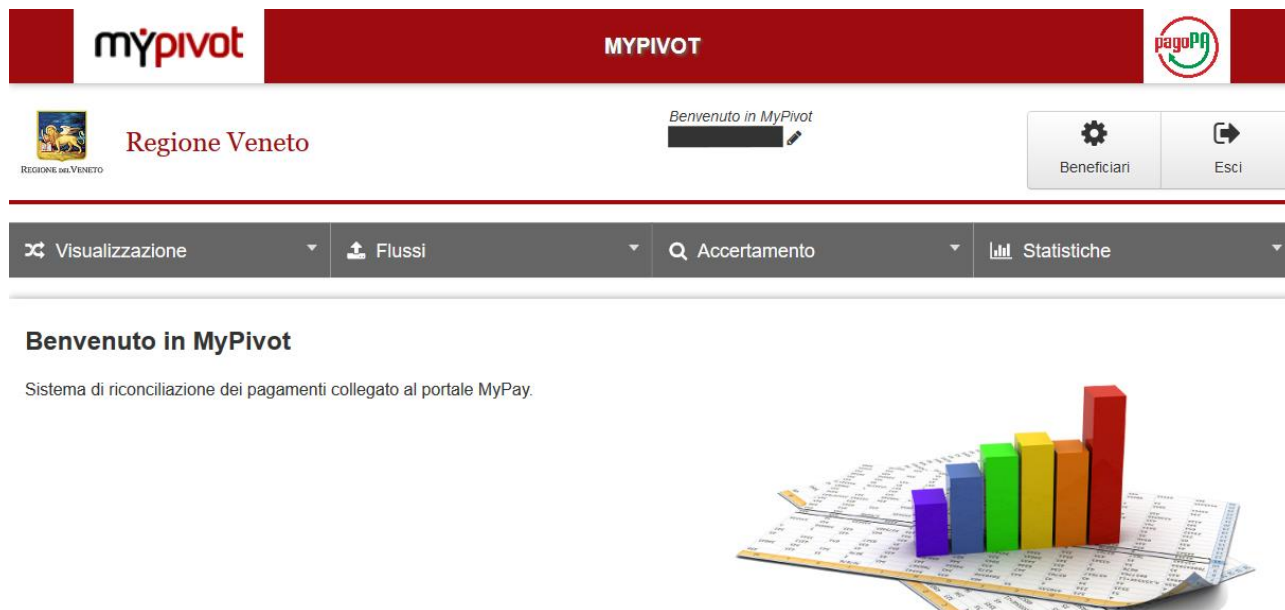 mypivot
MYPIVOT
pagoPA
REGIONE DEL VENETO
Regione Veneto
Benvenuto in MyPivot
Beneficiari
Esci
Visualizzazione
Flussi
Accertamento
Statistiche
Benvenuto in MyPivot
Sistema di riconciliazione dei pagamenti collegato al portale MyPay.